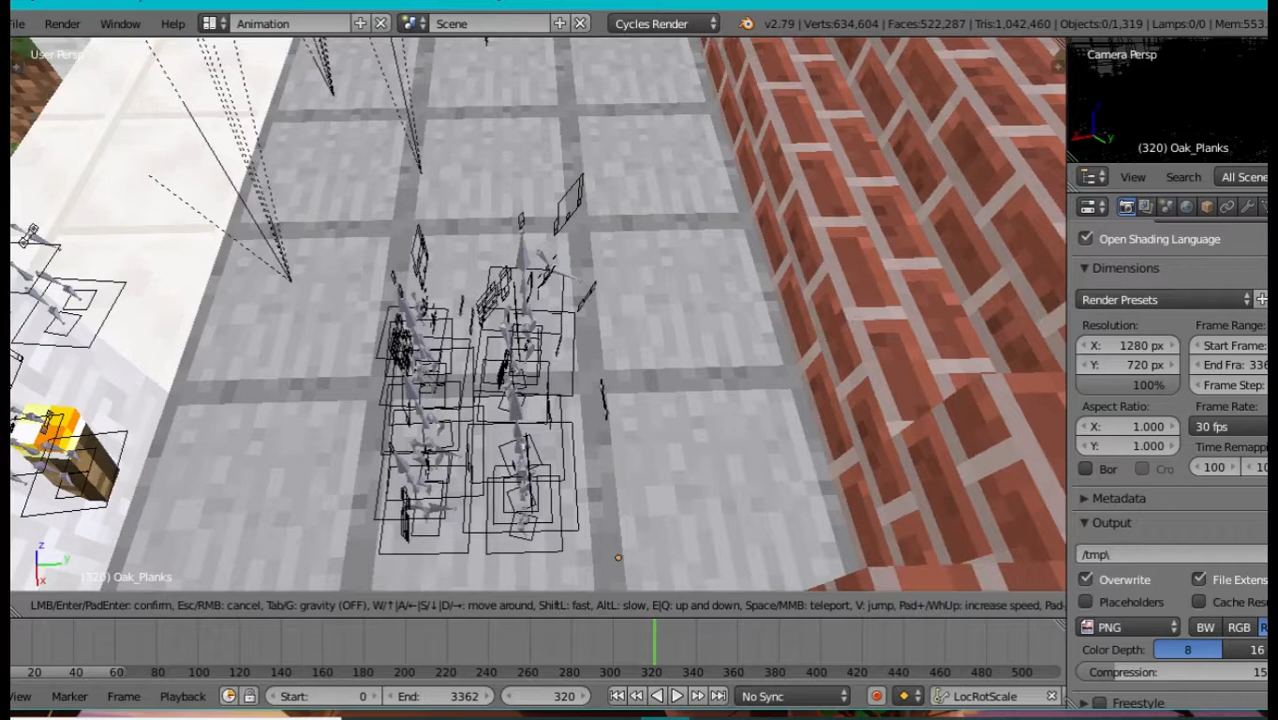 File Render Window Help Animation Scene Cycles Render v2.79 | Verts:634,604 | Faces:522,287 | Tris:1,042,460 | Objects:0/1,319 | Lamps:0/0 | Mem:553.
User Persp
Camera Persp
(320) Oak_Planks
View Search All Scene
Open Shading Language
Dimensions
Render Presets
Resolution: Frame Range:
X: 1280 px Start Frame:
Y: 720 px End Fra: 336
100% Frame Step:
Aspect Ratio: Frame Rate:
X: 1.000 30 fps
Y: 1.000 Time Remapp
Bor Cro 100 10
Metadata
Output
/tmp\
z
y
x
(320) Oak_Planks
Overwrite File Extens
LMB/Enter/PadEnter: confirm, Esc/RMB: cancel, Tab/G: gravity (OFF), W/↑|A/←|S/↓|D/→: move around, ShiftL: fast, AltL: slow, E|Q: up and down, Space/MMB: teleport, V: jump, Pad+/WhUp: increase speed, Pad-
Placeholders Cache Res
PNG BW RGB R
Color Depth: 8 16
Compression: 15
20 40 60 80 100 120 140 160 180 200 220 240 260 280 300 320 340 360 380 400 420 440 460 480 500
View Marker Frame Playback Start: 0 End: 3362 320 No Sync LocRotScale
Freestyle